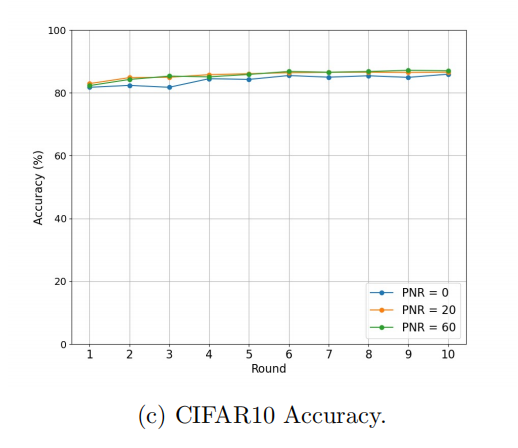 100
80
60
40
20
0
Accuracy (%)
PNR = 0
PNR = 20
PNR = 60
1 2 3 4 5 6 7 8 9 10
Round
(c) CIFAR10 Accuracy.